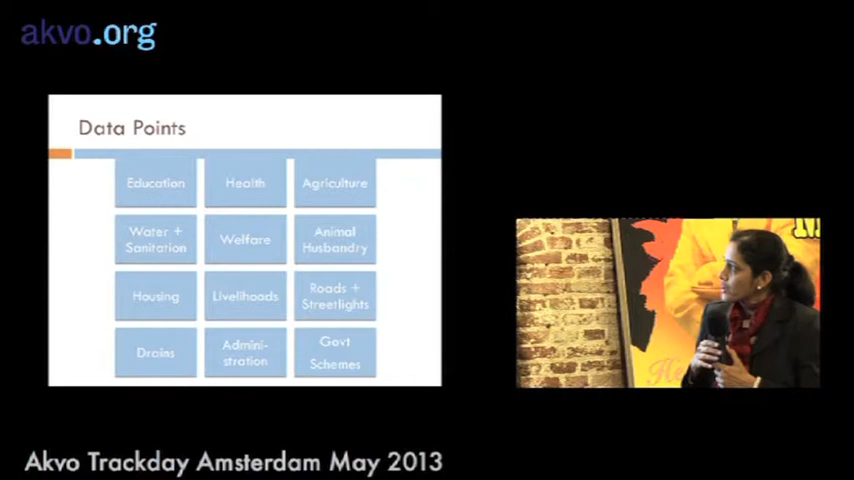 akvo.org
Data Points
Education
Health
Agriculture
Water +
Sanitation
Welfare
Animal
Husbandry
Housing
Livelihoods
Roads +
Streetlights
Drains
Admini-
stration
Govt
Schemes
M
He
Akvo Trackday Amsterdam May 2013